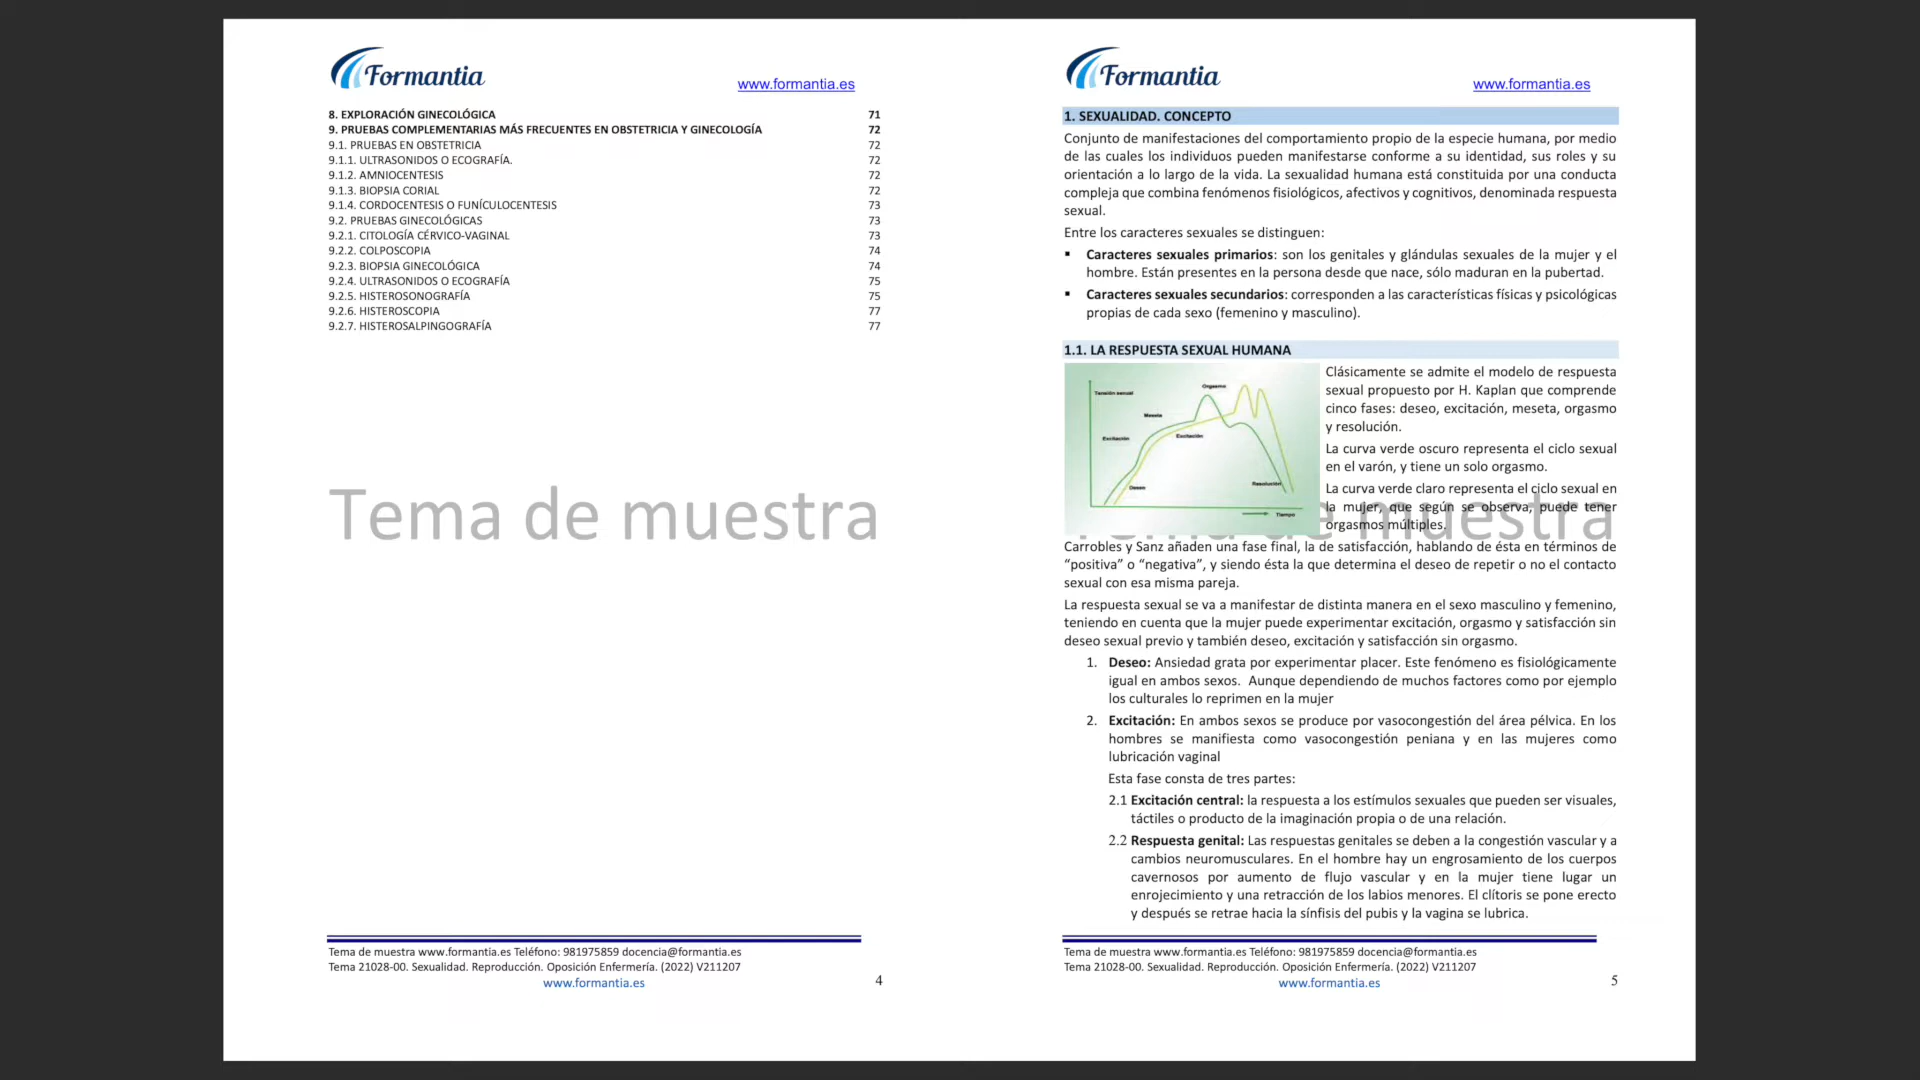 Formantia
www.formantia.es
8. EXPLORACIÓN GINECOLÓGICA 71
9. PRUEBAS COMPLEMENTARIAS MÁS FRECUENTES EN OBSTETRICIA Y GINECOLOGÍA 72
9.1. PRUEBAS EN OBSTETRICIA 72
9.1.1. ULTRASONIDOS O ECOGRAFÍA. 72
9.1.2. AMNIOCENTESIS 72
9.1.3. BIOPSIA CORIAL 72
9.1.4. CORDOCENTESIS O FUNÍCULOCENTESIS 73
9.2. PRUEBAS GINECOLÓGICAS 73
9.2.1. CITOLOGÍA CÉRVICO-VAGINAL 73
9.2.2. COLPOSCOPIA 74
9.2.3. BIOPSIA GINECOLÓGICA 74
9.2.4. ULTRASONIDOS O ECOGRAFÍA 75
9.2.5. HISTEROSONOGRAFÍA 75
9.2.6. HISTEROSCOPIA 77
9.2.7. HISTEROSALPINGOGRAFÍA 77
Tema de muestra
Tema de muestra www.formantia.es Teléfono: 981975859 docencia@formantia.es
Tema 21028-00. Sexualidad. Reproducción. Oposición Enfermería. (2022) V211207
www.formantia.es
4
Formantia
www.formantia.es
1. SEXUALIDAD. CONCEPTO
Conjunto de manifestaciones del comportamiento propio de la especie humana, por medio
de las cuales los individuos pueden manifestarse conforme a su identidad, sus roles y su
orientación a lo largo de la vida. La sexualidad humana está constituida por una conducta
compleja que combina fenómenos fisiológicos, afectivos y cognitivos, denominada respuesta
sexual.
Entre los caracteres sexuales se distinguen:
▪ Caracteres sexuales primarios: son los genitales y glándulas sexuales de la mujer y el
hombre. Están presentes en la persona desde que nace, sólo maduran en la pubertad.
▪ Caracteres sexuales secundarios: corresponden a las características físicas y psicológicas
propias de cada sexo (femenino y masculino).
1.1. LA RESPUESTA SEXUAL HUMANA
Tensión sexual
Orgasmo
Meseta
Excitación
Excitación
Deseo
Resolución
Tiempo
Clásicamente se admite el modelo de respuesta
sexual propuesto por H. Kaplan que comprende
cinco fases: deseo, excitación, meseta, orgasmo
y resolución.
La curva verde oscuro representa el ciclo sexual
en el varón, y tiene un solo orgasmo.
La curva verde claro representa el ciclo sexual en
la mujer, que según se observa, puede tener
orgasmos múltiples.
e muestra
Carrobles y Sanz añaden una fase final, la de satisfacción, hablando de ésta en términos de
“positiva” o “negativa”, y siendo ésta la que determina el deseo de repetir o no el contacto
sexual con esa misma pareja.
La respuesta sexual se va a manifestar de distinta manera en el sexo masculino y femenino,
teniendo en cuenta que la mujer puede experimentar excitación, orgasmo y satisfacción sin
deseo sexual previo y también deseo, excitación y satisfacción sin orgasmo.
1. Deseo: Ansiedad grata por experimentar placer. Este fenómeno es fisiológicamente
igual en ambos sexos. Aunque dependiendo de muchos factores como por ejemplo
los culturales lo reprimen en la mujer
2. Excitación: En ambos sexos se produce por vasocongestión del área pélvica. En los
hombres se manifiesta como vasocongestión peniana y en las mujeres como
lubricación vaginal
Esta fase consta de tres partes:
2.1 Excitación central: la respuesta a los estímulos sexuales que pueden ser visuales,
táctiles o producto de la imaginación propia o de una relación.
2.2 Respuesta genital: Las respuestas genitales se deben a la congestión vascular y a
cambios neuromusculares. En el hombre hay un engrosamiento de los cuerpos
cavernosos por aumento de flujo vascular y en la mujer tiene lugar un
enrojecimiento y una retracción de los labios menores. El clítoris se pone erecto
y después se retrae hacia la sínfisis del pubis y la vagina se lubrica.
Tema de muestra www.formantia.es Teléfono: 981975859 docencia@formantia.es
Tema 21028-00. Sexualidad. Reproducción. Oposición Enfermería. (2022) V211207
www.formantia.es
5